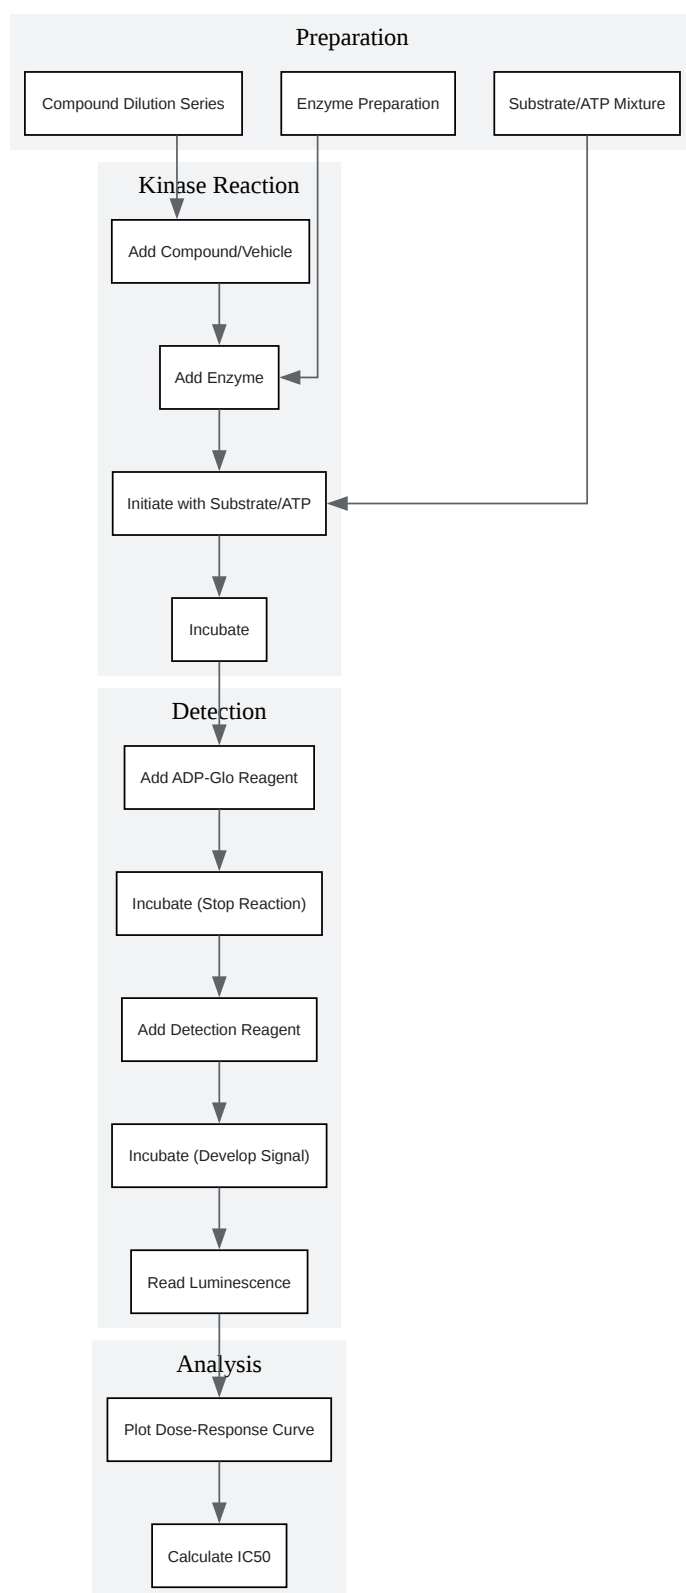 Preparation
Compound Dilution Series
Enzyme Preparation
Substrate/ATP Mixture
Kinase Reaction
Add Compound/Vehicle
Add Enzyme
Initiate with Substrate/ATP
Incubate
Detection
Add ADP-Glo Reagent
Incubate (Stop Reaction)
Add Detection Reagent
Incubate (Develop Signal)
Read Luminescence
Analysis
Plot Dose-Response Curve
Calculate IC50